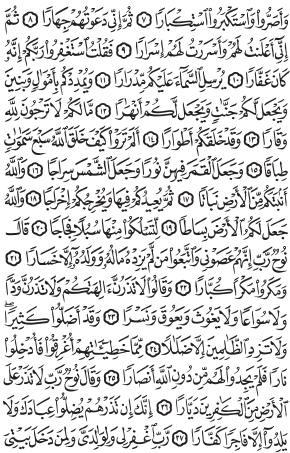 وَأَصَرُّوا۟ وَٱسْتَكْبَرُوا۟ ٱسْتِكْبَارًا ٧ ثُمَّ إِنِّى دَعَوْتُهُمْ جِهَارًا ٨ ثُمَّ
إِنِّىٓ أَعْلَنتُ لَهُمْ وَأَسْرَرْتُ لَهُمْ إِسْرَارًا ٩ فَقُلْتُ ٱسْتَغْفِرُوا۟ رَبَّكُمْ إِنَّهُۥ
كَانَ غَفَّارًا ١٠ يُرْسِلِ ٱلسَّمَآءَ عَلَيْكُم مِّدْرَارًا ١١ وَيُمْدِدْكُم بِأَمْوَٰلٍ وَبَنِينَ
وَيَجْعَل لَّكُمْ جَنَّٰتٍ وَيَجْعَل لَّكُمْ أَنْهَٰرًا ١٢ مَّا لَكُمْ لَا تَرْجُونَ لِلَّهِ
وَقَارًا ١٣ وَقَدْ خَلَقَكُمْ أَطْوَارًا ١٤ أَلَمْ تَرَوْا۟ كَيْفَ خَلَقَ ٱللَّهُ سَبْعَ سَمَٰوَٰتٍ
طِبَاقًا ١٥ وَجَعَلَ ٱلْقَمَرَ فِيهِنَّ نُورًا وَجَعَلَ ٱلشَّمْسَ سِرَاجًا ١٦ وَٱللَّهُ
أَنۢبَتَكُم مِّنَ ٱلْأَرْضِ نَبَاتًا ١٧ ثُمَّ يُعِيدُكُمْ فِيهَا وَيُخْرِجُكُمْ إِخْرَاجًا ١٨ وَٱللَّهُ
جَعَلَ لَكُمُ ٱلْأَرْضَ بِسَاطًا ١٩ لِّتَسْلُكُوا۟ مِنْهَا سُبُلًا فِجَاجًا ٢٠ قَالَ
نُوحٌ رَّبِّ إِنَّهُمْ عَصَوْنِى وَٱتَّبَعُوا۟ مَن لَّمْ يَزِدْهُ مَالُهُۥ وَوَلَدُهُۥٓ إِلَّا خَسَارًا ٢١
وَمَكَرُوا۟ مَكْرًا كُبَّارًا ٢٢ وَقَالُوا۟ لَا تَذَرُنَّ ءَالِهَتَكُمْ وَلَا تَذَرُنَّ وَدًّا
وَلَا سُوَاعًا وَلَا يَغُوثَ وَيَعُوقَ وَنَسْرًا ٢٣ وَقَدْ أَضَلُّوا۟ كَثِيرًا
وَلَا تَزِدِ ٱلظَّٰلِمِينَ إِلَّا ضَلَٰلًا ٢٤ مِّمَّا خَطِيٓـَٰٔتِهِمْ أُغْرِقُوا۟ فَأُدْخِلُوا۟
نَارًا فَلَمْ يَجِدُوا۟ لَهُم مِّن دُونِ ٱللَّهِ أَنصَارًا ٢٥ وَقَالَ نُوحٌ رَّبِّ لَا تَذَرْ عَلَى
ٱلْأَرْضِ مِنَ ٱلْكَٰفِرِينَ دَيَّارًا ٢٦ إِنَّكَ إِن تَذَرْهُمْ يُضِلُّوا۟ عِبَادَكَ وَلَا
يَلِدُوٓا۟ إِلَّا فَاجِرًا كَفَّارًا ٢٧ رَّبِّ ٱغْفِرْ لِى وَلِوَٰلِدَىَّ وَلِمَن دَخَلَ بَيْتِىَ